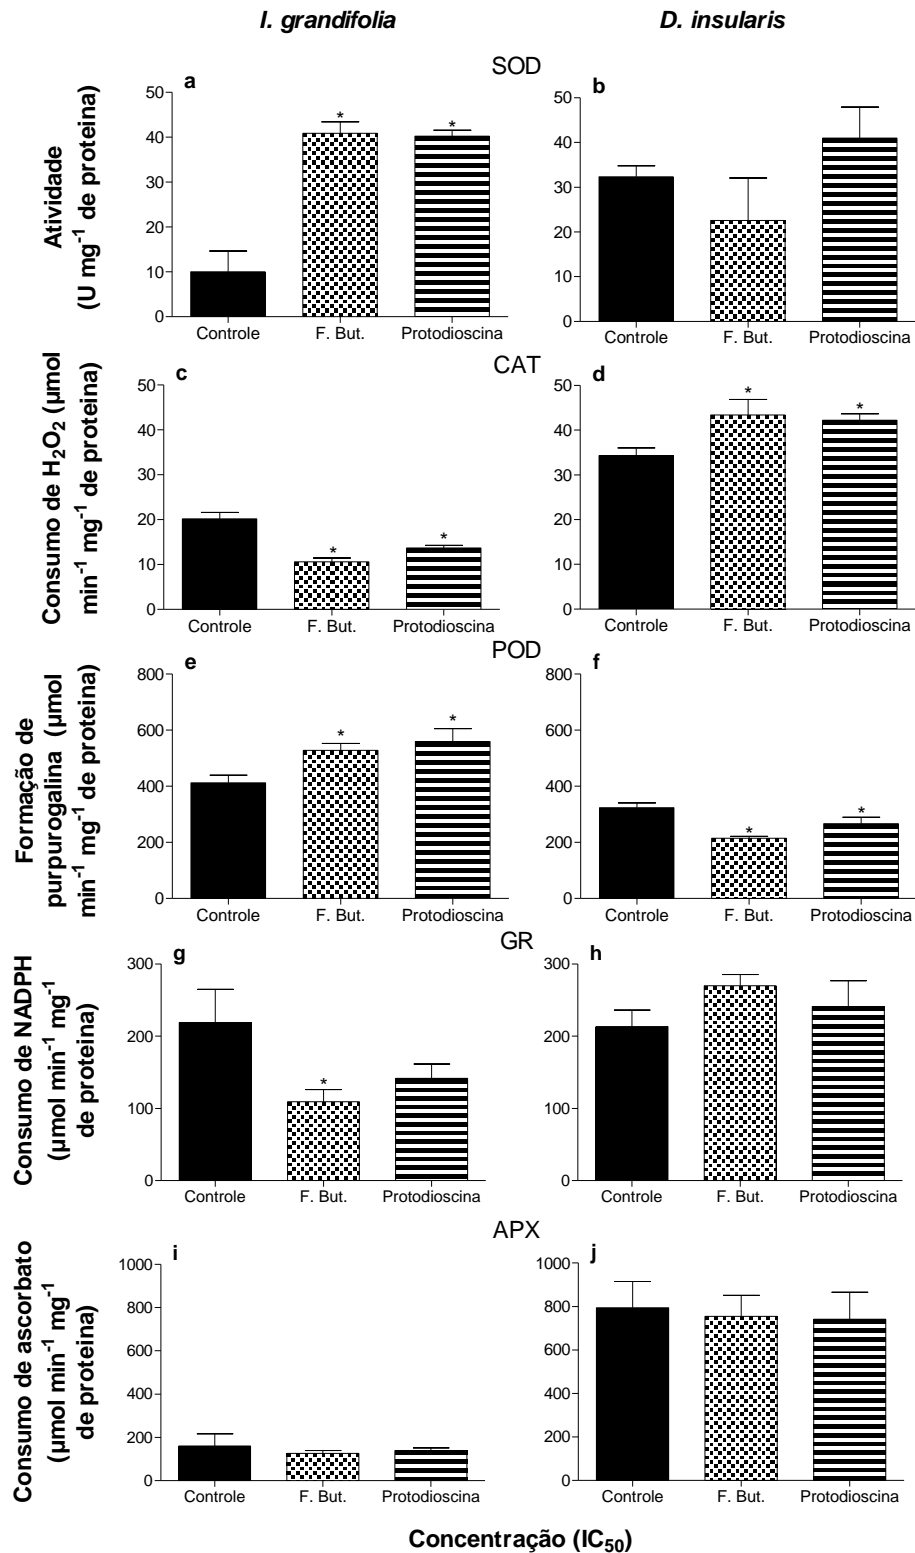 I. grandifolia D. insularis
SOD
Atividade
(U mg-1 de proteina)
a
50
40
30
20
10
0
*
*
Controle F. But. Protodioscina
b
50
40
30
20
10
0
Controle F. But. Protodioscina
CAT
Consumo de H2O2 (µmol
min-1 mg-1 de proteina)
c
50
40
30
20
10
0
*
*
Controle F. But. Protodioscina
d
50
40
30
20
10
0
*
*
Controle F. But. Protodioscina
POD
Formação de
purpurogalina (µmol
min-1 mg-1 de proteina)
e
800
600
400
200
0
*
*
Controle F. But. Protodioscina
f
800
600
400
200
0
*
*
Controle F. But. Protodioscina
GR
Consumo de NADPH
(µmol min-1 mg-1
de proteina)
g
300
200
100
0
*
Controle F. But. Protodioscina
h
300
200
100
0
Controle F. But. Protodioscina
APX
Consumo de ascorbato
(µmol min-1 mg-1
de proteina)
i
1000
800
600
400
200
0
Controle F. But. Protodioscina
j
1000
800
600
400
200
0
Controle F. But. Protodioscina
Concentração (IC50)